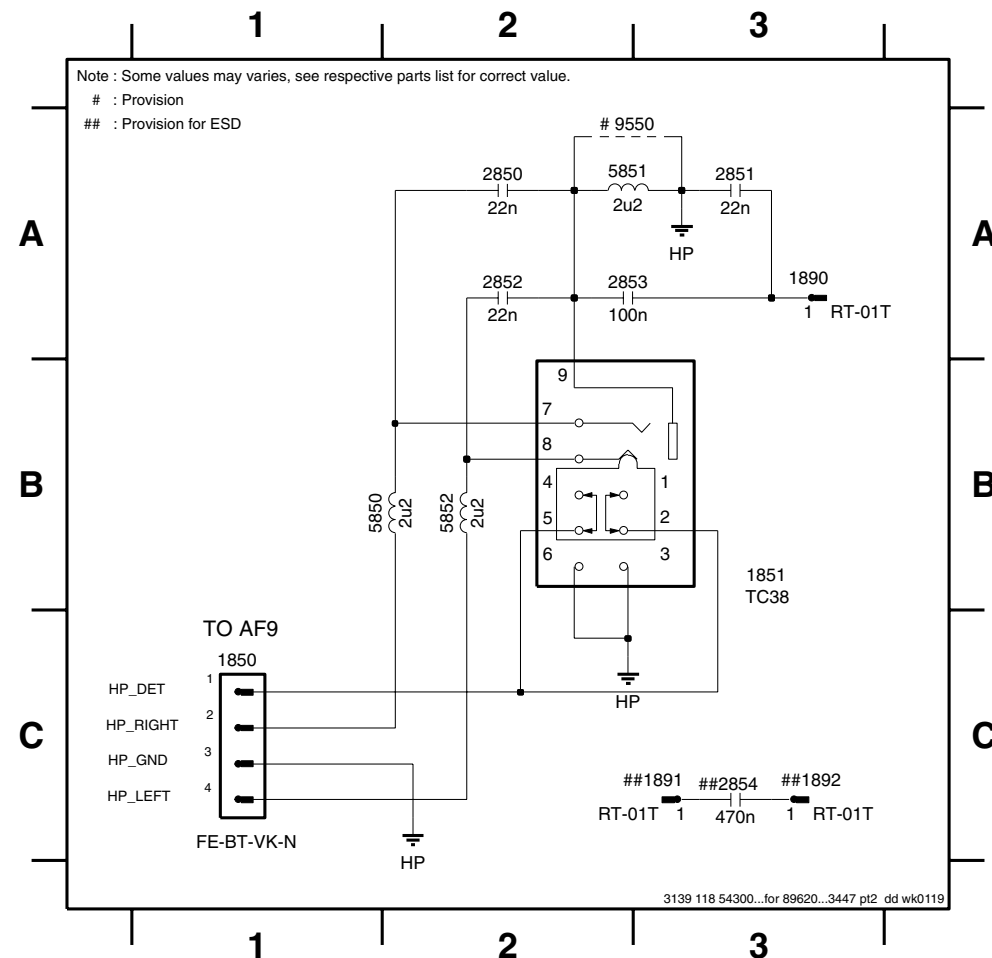 1 2 3
Note : Some values may varies, see respective parts list for correct value.
# : Provision
## : Provision for ESD
# 9550
2850
22n
5851
2u2
2851
22n
HP
A A
2852
22n
2853
100n
1890
1 RT-01T
9
7
8
4 1
5 2
6 3
B B
5850
2u2
5852
2u2
1851
TC38
HP
TO AF9
1850
HP_DET 1
HP_RIGHT 2
HP_GND 3
HP_LEFT 4
FE-BT-VK-N
HP
C C
##1891 ##2854 ##1892
RT-01T 1 470n 1 RT-01T
3139 118 54300...for 89620...3447 pt2 dd wk0119
1 2 3